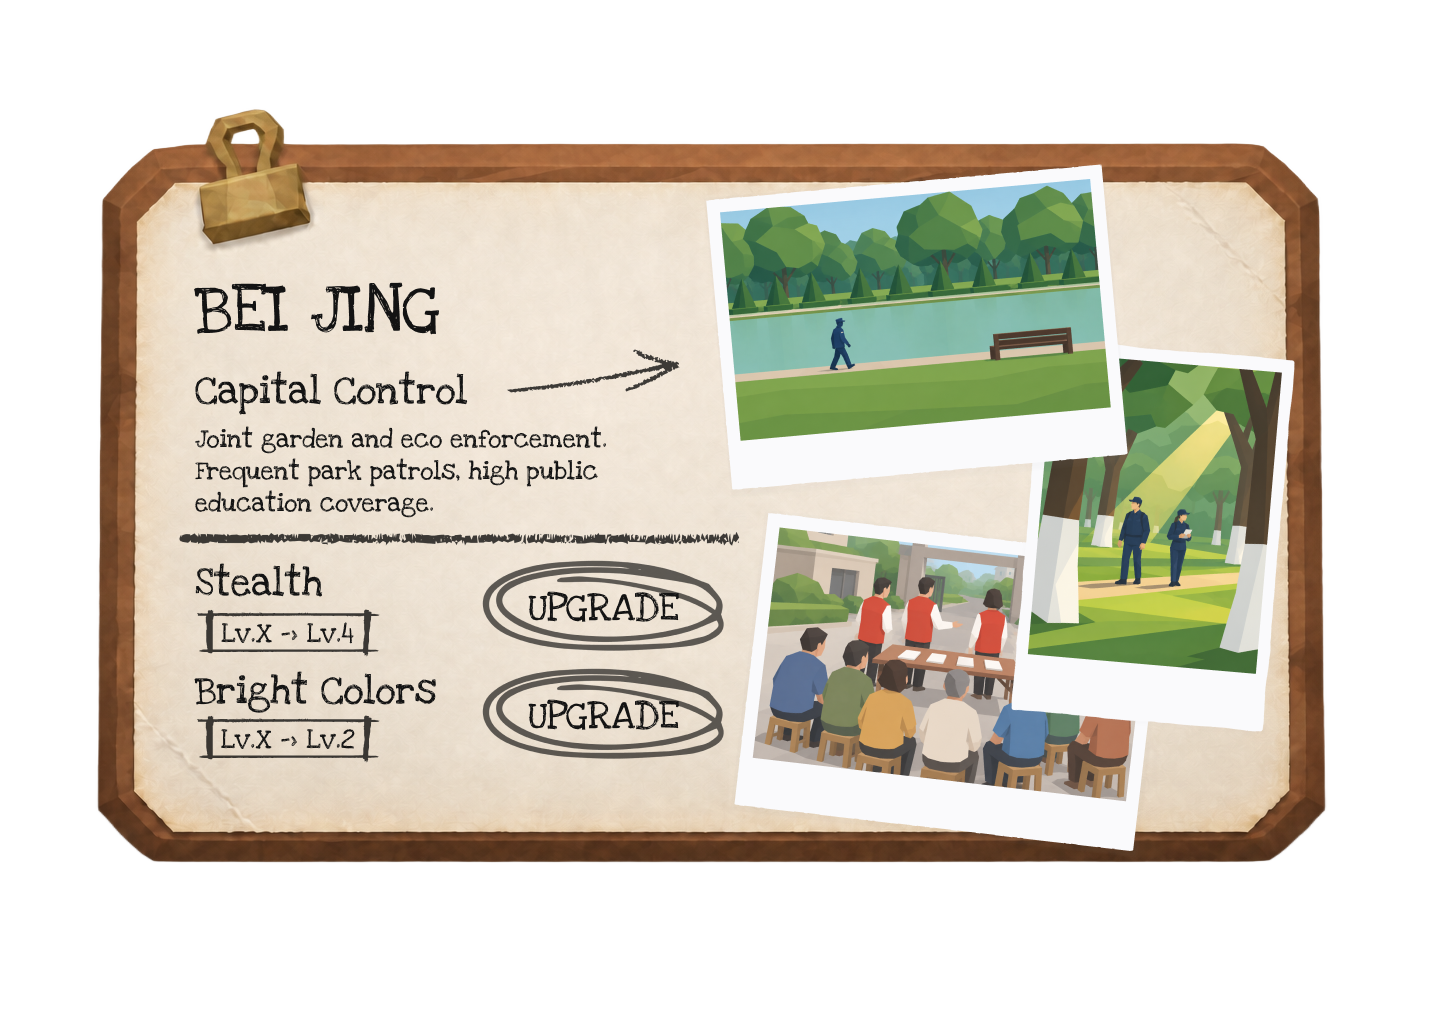 BEI JING
Capital Control
Joint garden and eco enforcement.
Frequent park patrols, high public
education coverage.
Stealth
Lv.X -> Lv.4
UPGRADE
Bright Colors
Lv.X -> Lv.2
UPGRADE